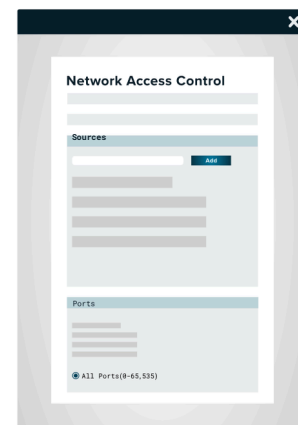 Network Access Control
Sources
Add
Ports
All Ports(0-65,535)